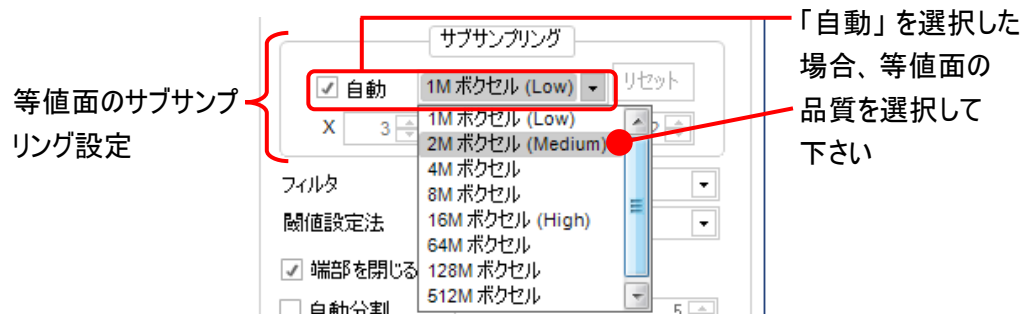 「自動」を選択した
場合、等値面の
品質を選択して
下さい
等値面のサブサンプ
リング設定
サブサンプリング
自動 1M ボクセル (Low) リセット
X 3 2
1M ボクセル (Low)
2M ボクセル (Medium)
4M ボクセル
8M ボクセル
16M ボクセル (High)
64M ボクセル
128M ボクセル
512M ボクセル
フィルタ
閾値設定法
端部を閉じる
自動分割 5